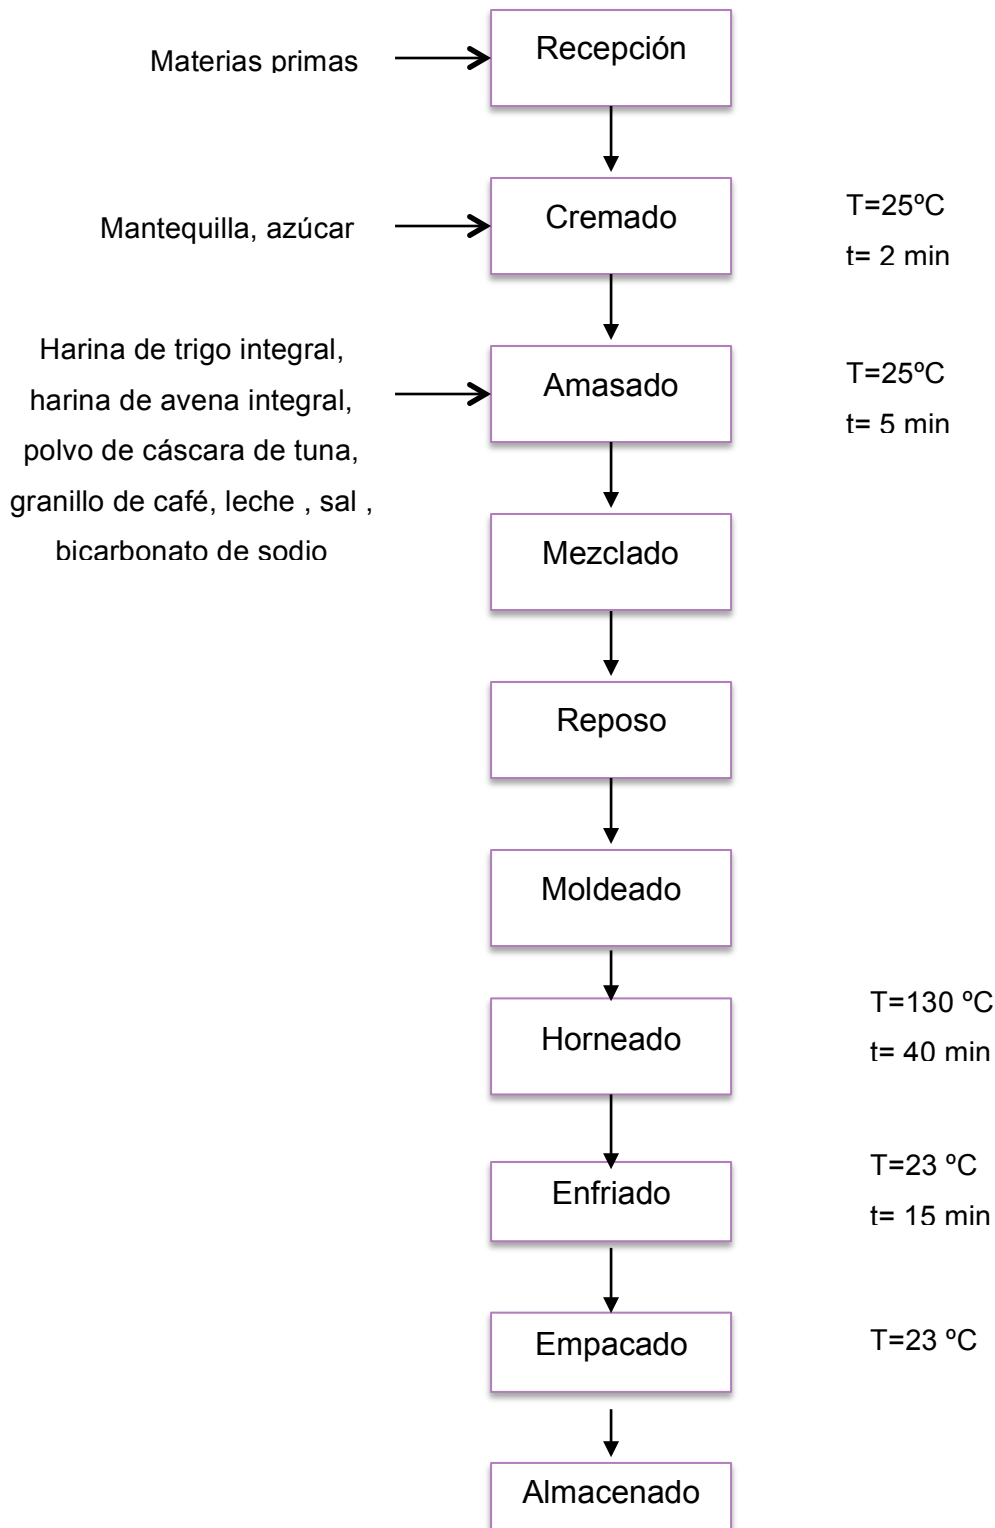 Recepción
Materias primas
Cremado
Mantequilla, azúcar
T=25ºC
t= 2 min
Amasado
Harina de trigo integral,
harina de avena integral,
polvo de cáscara de tuna,
granillo de café, leche , sal ,
bicarbonato de sodio
T=25ºC
t= 5 min
Mezclado
Reposo
Moldeado
Horneado
T=130 ºC
t= 40 min
Enfriado
T=23 ºC
t= 15 min
Empacado
T=23 ºC
Almacenado